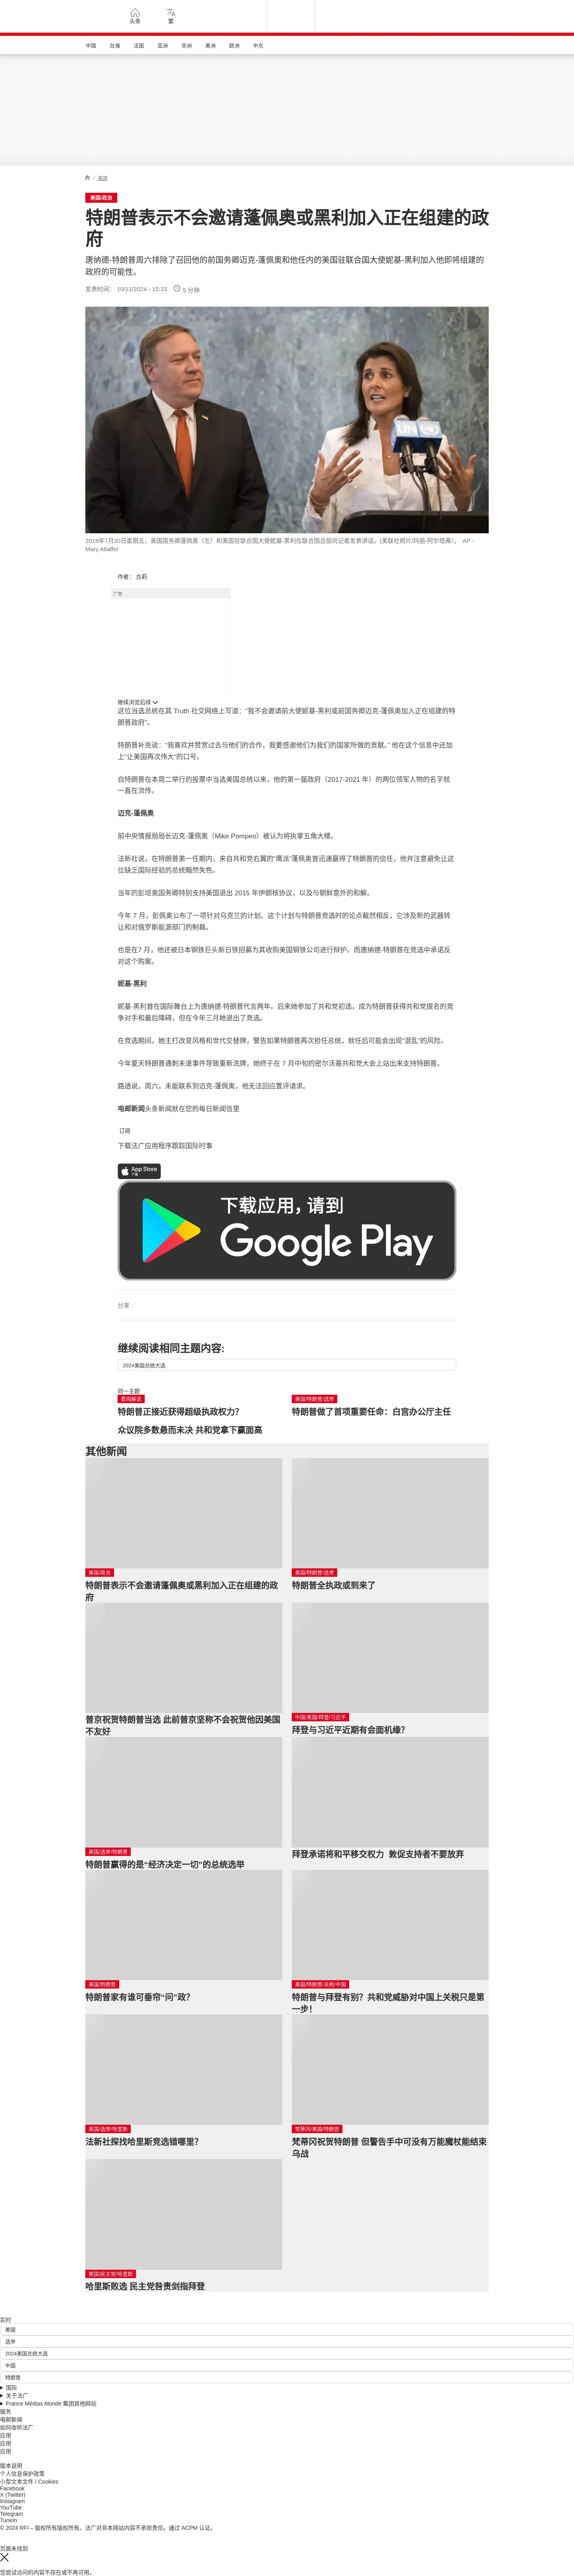 头条
繁
中国
台海
法国
亚洲
非洲
美洲
欧洲
中东
/ 美国
美国/政治
特朗普表示不会邀请蓬佩奥或黑利加入正在组建的政
府
唐纳德-特朗普周六排除了召回他的前国务卿迈克-蓬佩奥和他任内的美国驻联合国大使妮基-黑利加入他即将组建的
政府的可能性。
发表时间： 10/11/2024 - 15:33
5 分钟
2018年7月20日星期五，美国国务卿蓬佩奥（左）和美国驻联合国大使妮基-黑利在联合国总部向记者发表讲话。(美联社照片/玛丽-阿尔塔弗）。 AP -
Mary Altaffer
作者： 古莉
广告
继续浏览后续
这位当选总统在其 Truth 社交网络上写道：“我不会邀请前大使妮基-黑利或前国务卿迈克-蓬佩奥加入正在组建的特
朗普政府”。
特朗普补充说：“我喜欢并赞赏过去与他们的合作，我要感谢他们为我们的国家所做的贡献。” 他在这个信息中还加
上“让美国再次伟大”的口号。
自特朗普在本周二举行的投票中当选美国总统以来，他的第一届政府（2017-2021 年）的两位领军人物的名字就
一直在流传。
迈克-蓬佩奥
前中央情报局局长迈克-蓬佩奥（Mike Pompeo）被认为将执掌五角大楼。
法新社说，在特朗普第一任期内，来自共和党右翼的“鹰派”蓬佩奥曾迅速赢得了特朗普的信任，他并注意避免让这
位缺乏国际经验的总统黯然失色。
当年的彭培奥国务卿特别支持美国退出 2015 年伊朗核协议，以及与朝鲜意外的和解。
今年 7 月，彭佩奥公布了一项针对乌克兰的计划。这个计划与特朗普竞选时的论点截然相反，它涉及新的武器转
让和对俄罗斯能源部门的制裁。
也是在7 月，他还被日本钢铁巨头新日铁招募为其收购美国钢铁公司进行辩护。而唐纳德-特朗普在竞选中承诺反
对这个购案。
妮基-黑利
妮基·黑利曾在国际舞台上为唐纳德·特朗普代言两年。后来她参加了共和党初选，成为特朗普获得共和党提名的竞
争对手和最后障碍，但在今年三月她退出了竞选。
在竞选期间，她主打改变风格和世代交替牌，警告如果特朗普再次担任总统，就任后可能会出现“混乱”的风险。
今年夏天特朗普遇刺未遂事件导致重新洗牌，她终于在 7 月中旬的密尔沃基共和党大会上站出来支持特朗普。
路透说，周六，未能联系到迈克-蓬佩奥，他无法回应置评请求。
电邮新闻头条新闻就在您的每日新闻信里
订阅
下载法广应用程序跟踪国际时事
App Store
下载
下载应用，请到
Google Play
分享 :
继续阅读相同主题内容:
2024美国总统大选
同一主题
要闻解说
特朗普正接近获得超级执政权力？
美国/特朗普/选举
特朗普做了首项重要任命：白宫办公厅主任
众议院多数悬而未决 共和党拿下赢面高
其他新闻
美国/政治
特朗普表示不会邀请蓬佩奥或黑利加入正在组建的政
府
美国/特朗普/选举
特朗普全执政或到来了
普京祝贺特朗普当选 此前普京坚称不会祝贺他因美国
不友好
中国/美国/拜登/习近平
拜登与习近平近期有会面机缘？
美国/选举/特朗普
特朗普赢得的是“经济决定一切”的总统选举
拜登承诺将和平移交权力 敦促支持者不要放弃
美国/特朗普
特朗普家有谁可垂帘“问”政？
美国/特朗普/关税/中国
特朗普与拜登有别？共和党威胁对中国上关税只是第
一步！
美国/选举/哈里斯
法新社探找哈里斯竞选错哪里？
梵蒂冈/美国/特朗普
梵蒂冈祝贺特朗普 但警告手中可没有万能魔杖能结束
乌战
美国/民主党/哈里斯
哈里斯败选 民主党咎责剑指拜登
实时
美国
选举
2024美国总统大选
中国
特朗普
国际
关于法广
France Médias Monde 集团其他网站
服务
电邮新闻
如何收听法广
应用
应用
应用
版本说明
个人信息保护政策
小型文本文件 / Cookies
Facebook
X (Twitter)
Instagram
YouTube
Telegram
TuneIn
© 2024 RFI – 版权所有版权所有。法广对非本网站内容不承担责任。通过 ACPM 认证。
页面未找到
您尝试访问的内容不存在或不再可用。